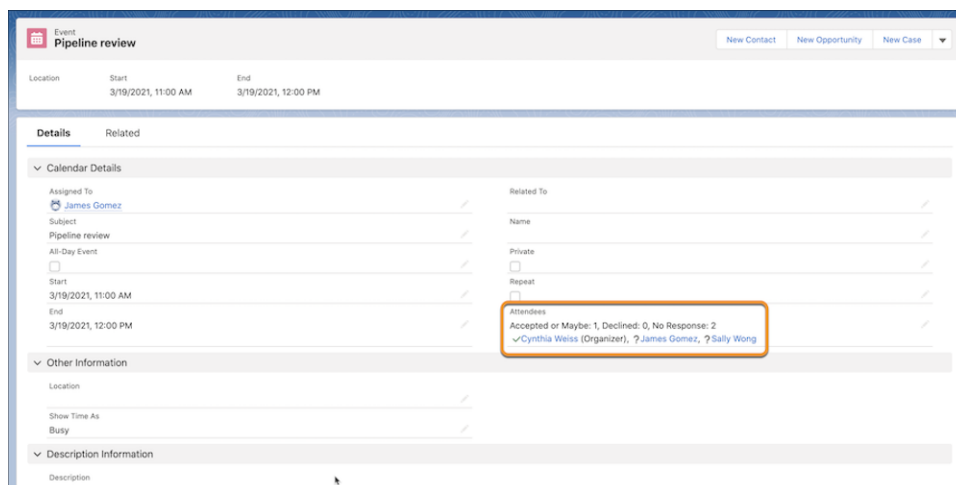 Event
Pipeline review
New Contact New Opportunity New Case
Location Start End
3/19/2021, 11:00 AM 3/19/2021, 12:00 PM
Details Related
Calendar Details
Assigned To
James Gomez
Related To
Subject
Pipeline review
Name
All-Day Event
Private
Start
3/19/2021, 11:00 AM
Repeat
End
3/19/2021, 12:00 PM
Attendees
Accepted or Maybe: 1, Declined: 0, No Response: 2
✓Cynthia Weiss (Organizer), ?James Gomez, ?Sally Wong
Other Information
Location
Show Time As
Busy
Description Information
Description